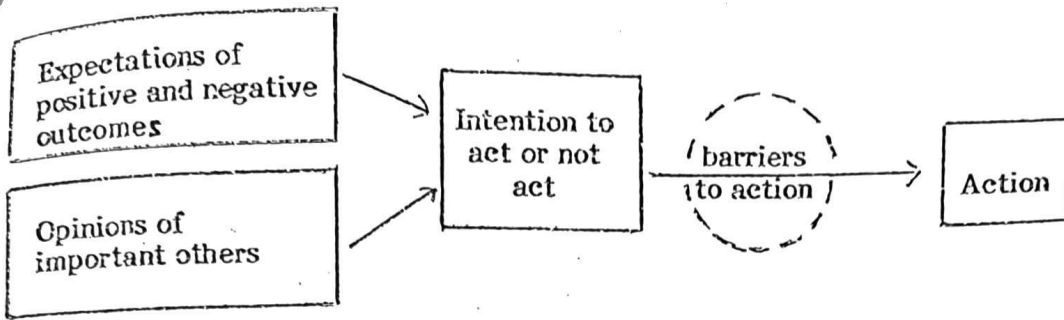 Expectations of
positive and negative
outcomes
Opinions of
important others
Intention to
act or not
act
barriers
to action
Action